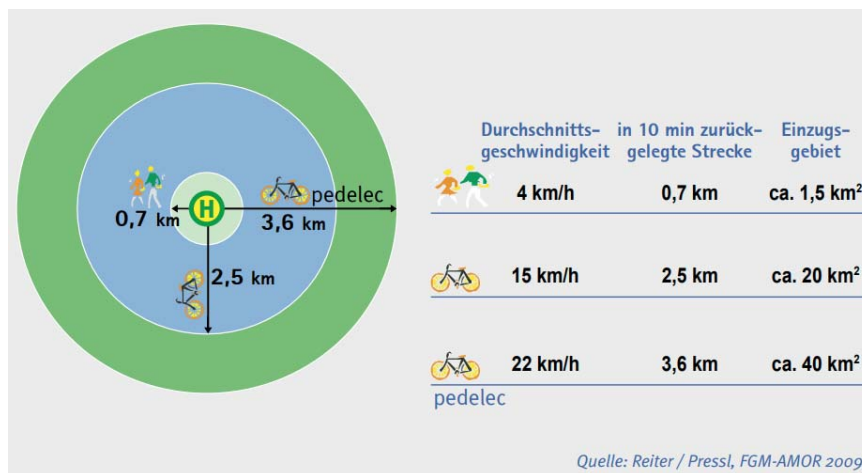 H
pedelec
0,7 km
3,6 km
2,5 km
Durchschnitts- in 10 min zurück- Einzugs-
geschwindigkeit gelegte Strecke gebiet
4 km/h 0,7 km ca. 1,5 km²
15 km/h 2,5 km ca. 20 km²
22 km/h 3,6 km ca. 40 km²
pedelec
Quelle: Reiter / Pressl, FGM-AMOR 2009